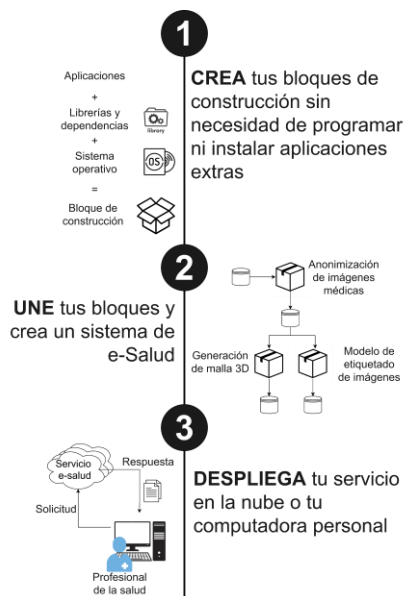 1
Aplicaciones
+
Librerías y
dependencias
library
+
Sistema
operativo
OS
=
Bloque de
construcción
CREA tus bloques de
construcción sin
necesidad de programar
ni instalar aplicaciones
extras
2
UNE tus bloques y
crea un sistema de
e-Salud
Anonimización
de imágenes
médicas
Generación
de malla 3D
Modelo de
etiquetado
de imágenes
3
Servicio
e-salud
Respuesta
Solicitud
Profesional
de la salud
DESPLIEGA tu servicio
en la nube o tu
computadora personal